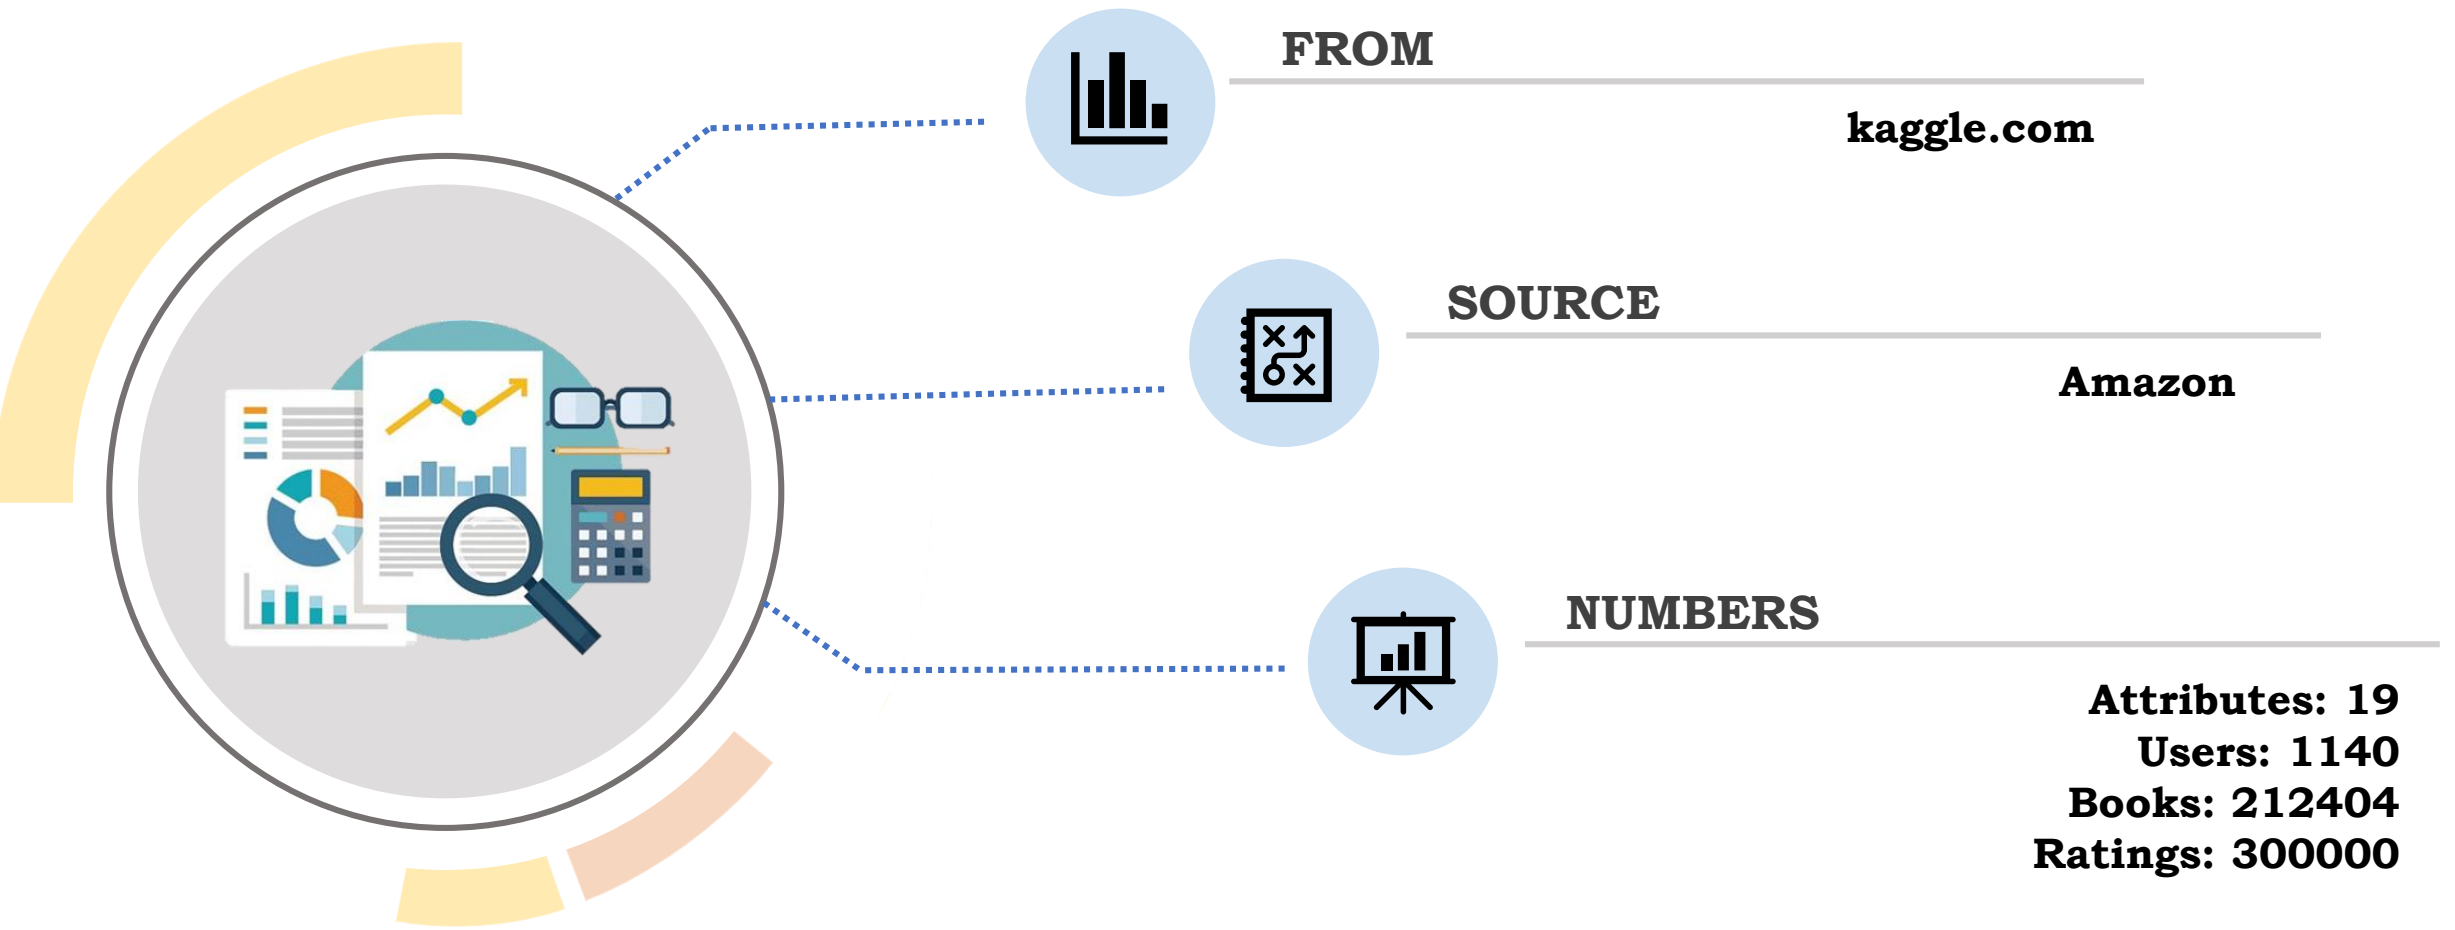 FROM
kaggle.com
SOURCE
Amazon
NUMBERS
Attributes: 19
Users: 1140
Books: 212404
Ratings: 300000